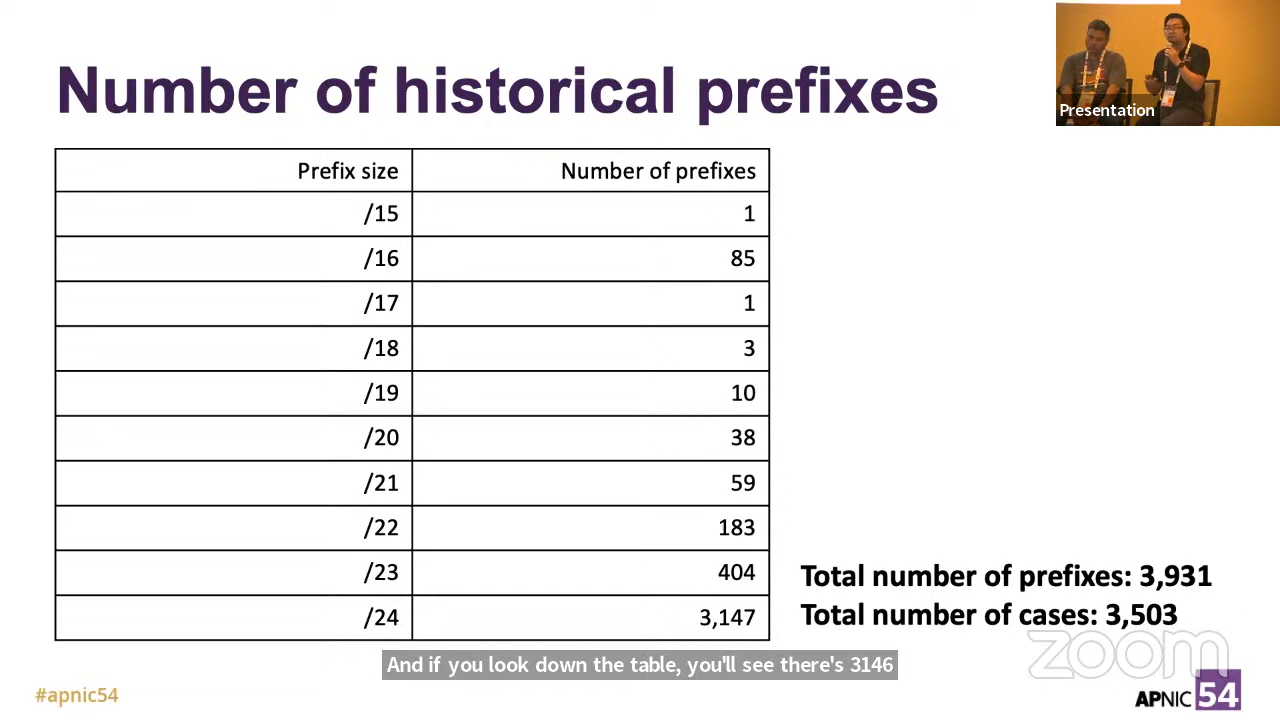 Number of historical prefixes
Presentation
Prefix size Number of prefixes
/15 1
/16 85
/17 1
/18 3
/19 10
/20 38
/21 59
/22 183
/23 404
/24 3,147
Total number of prefixes: 3,931
Total number of cases: 3,503
zoom
And if you look down the table, you'll see there's 3146
#apnic54
APNIC 54